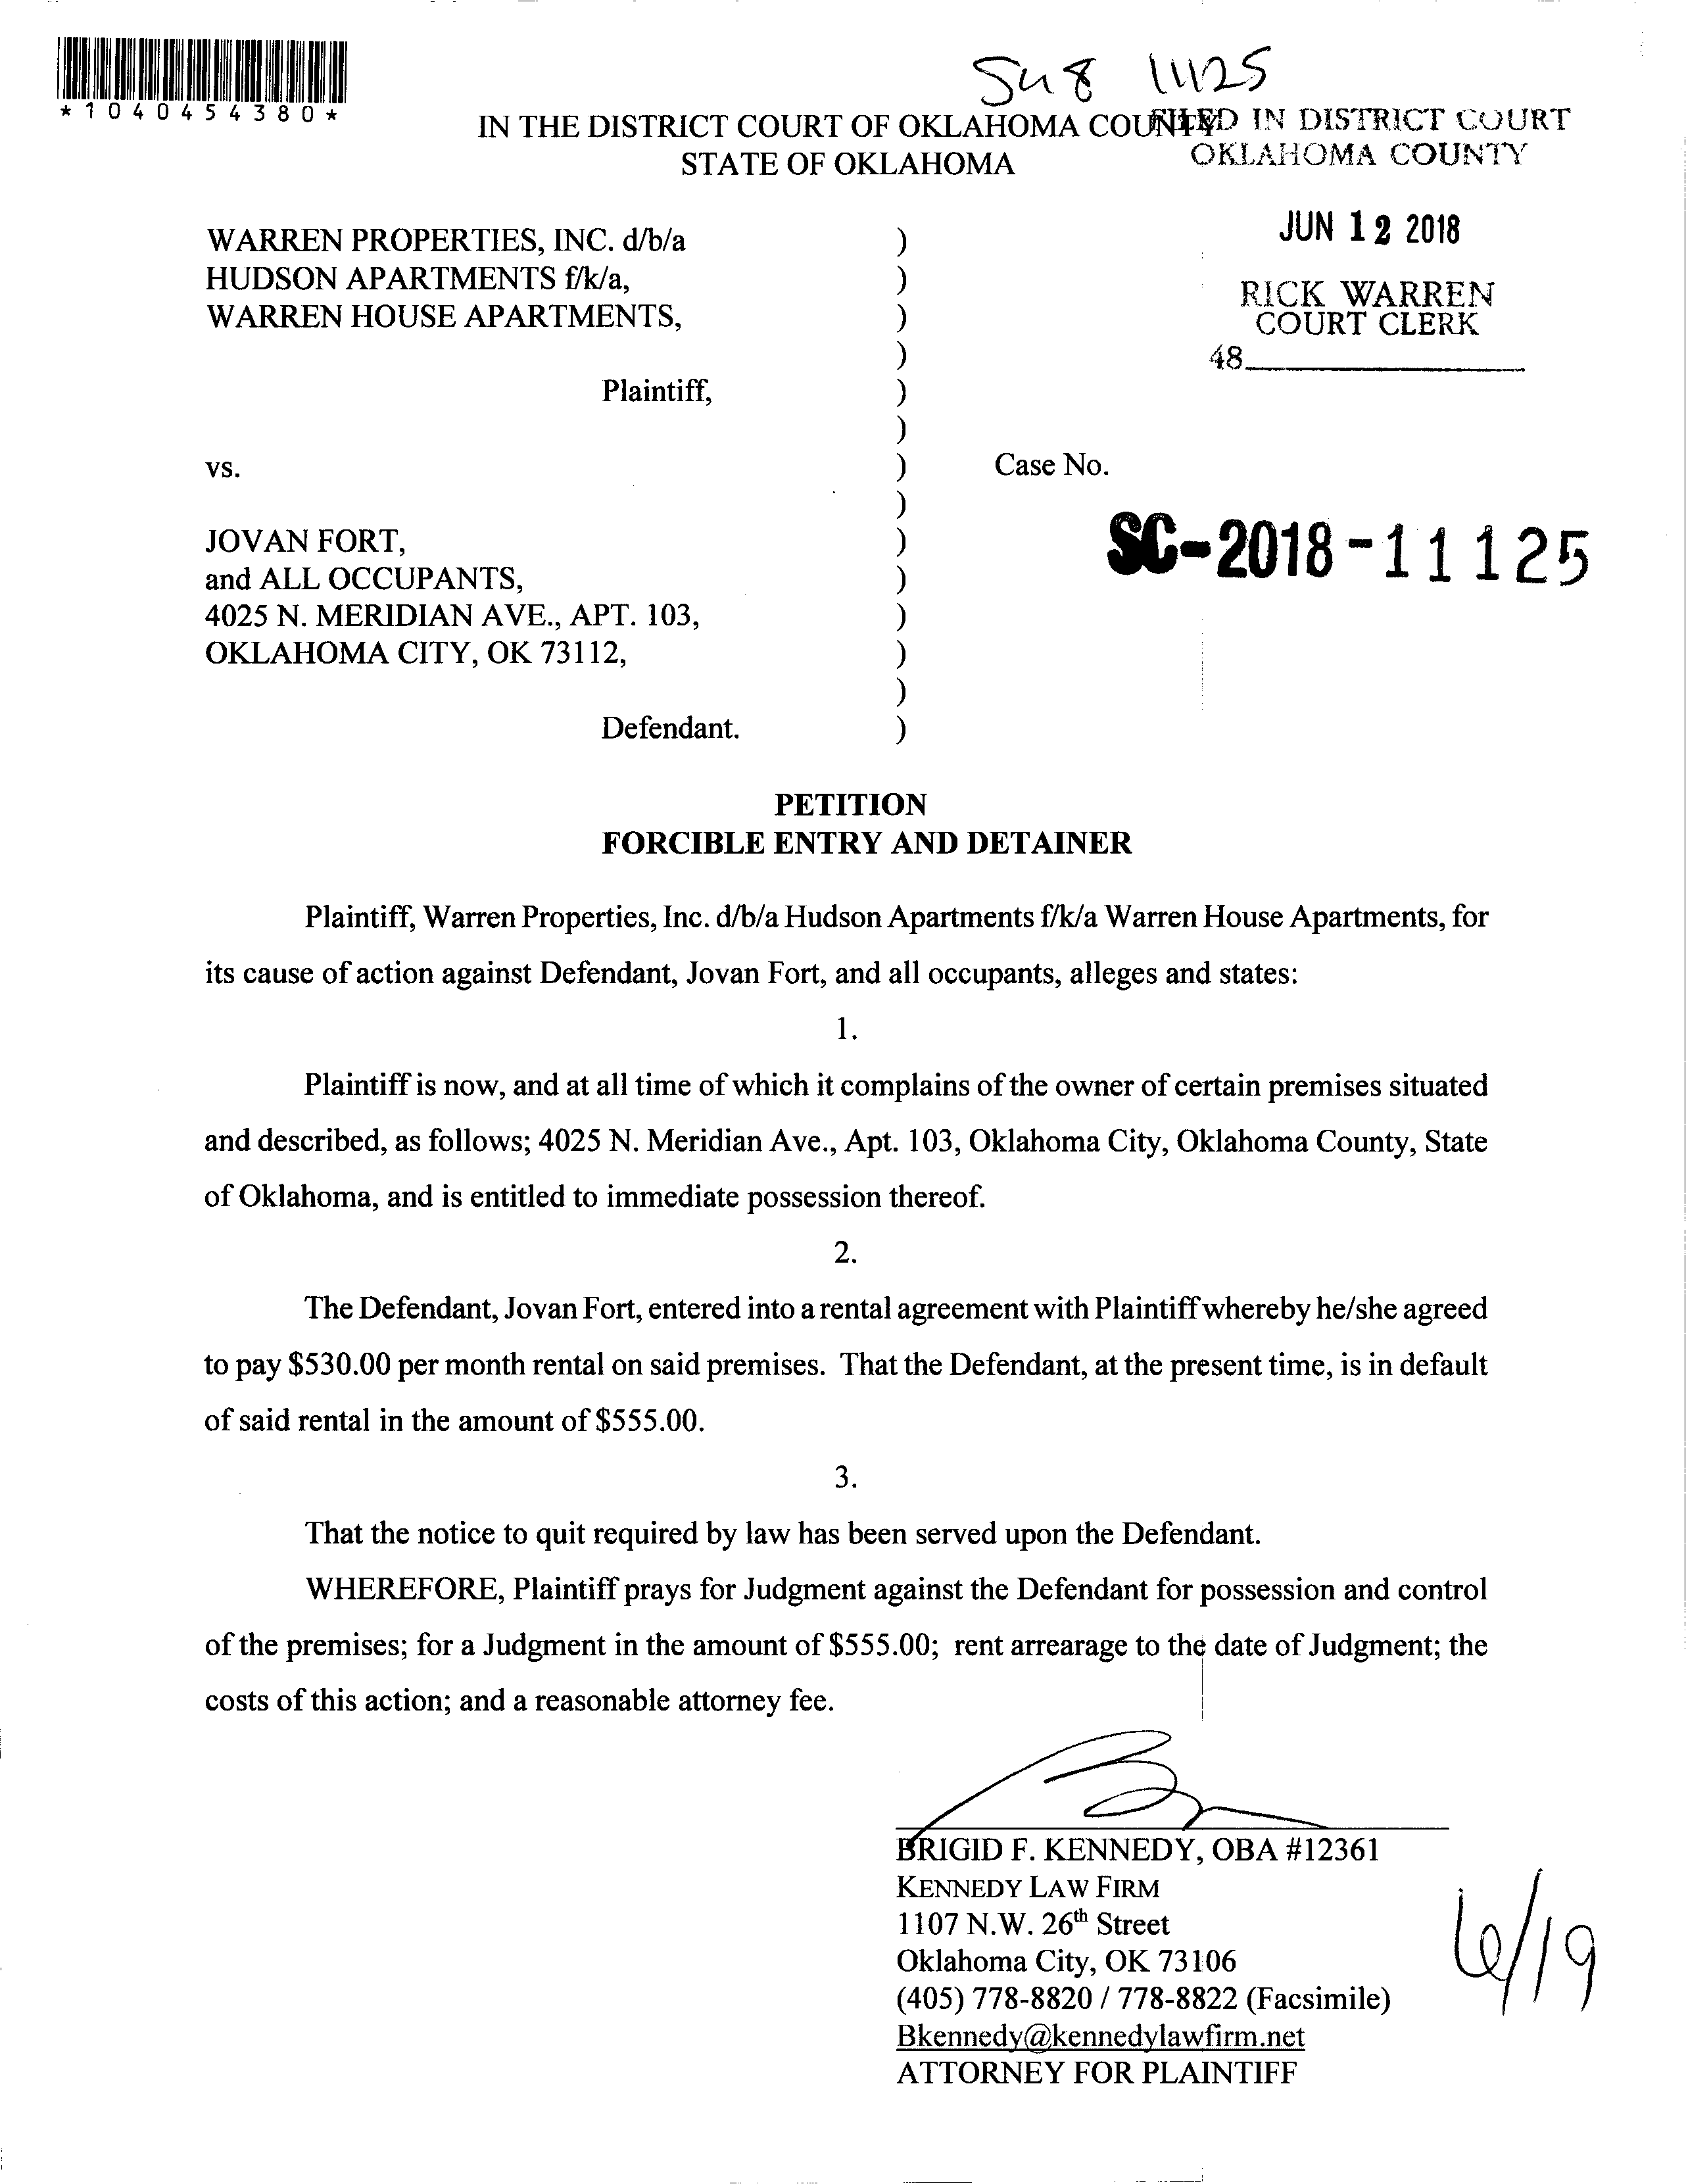 *1040454380*
IN THE DISTRICT COURT OF OKLAHOMA COUNTY
STATE OF OKLAHOMA
FILED IN DISTRICT COURT
OKLAHOMA COUNTY
JUN 12 2018
RICK WARREN
COURT CLERK
48
WARREN PROPERTIES, INC. d/b/a
HUDSON APARTMENTS f/k/a,
WARREN HOUSE APARTMENTS,
Plaintiff,
vs.
Case No.
SC-2018-11125
JOVAN FORT,
and ALL OCCUPANTS,
4025 N. MERIDIAN AVE., APT. 103,
OKLAHOMA CITY, OK 73112,
Defendant.
PETITION
FORCIBLE ENTRY AND DETAINER
Plaintiff, Warren Properties, Inc. d/b/a Hudson Apartments f/k/a Warren House Apartments, for
its cause of action against Defendant, Jovan Fort, and all occupants, alleges and states:
1.
Plaintiff is now, and at all time of which it complains of the owner of certain premises situated
and described, as follows; 4025 N. Meridian Ave., Apt. 103, Oklahoma City, Oklahoma County, State
of Oklahoma, and is entitled to immediate possession thereof.
2.
The Defendant, Jovan Fort, entered into a rental agreement with Plaintiff whereby he/she agreed
to pay $530.00 per month rental on said premises. That the Defendant, at the present time, is in default
of said rental in the amount of $555.00.
3.
That the notice to quit required by law has been served upon the Defendant.
WHEREFORE, Plaintiff prays for Judgment against the Defendant for possession and control
of the premises; for a Judgment in the amount of $555.00; rent arrearage to the date of Judgment; the
costs of this action; and a reasonable attorney fee.
BRIGID F. KENNEDY, OBA #12361
KENNEDY LAW FIRM
1107 N.W. 26th Street
Oklahoma City, OK 73106
(405) 778-8820 / 778-8822 (Facsimile)
Bkennedy@kennedylawfirm.net
ATTORNEY FOR PLAINTIFF
6/19